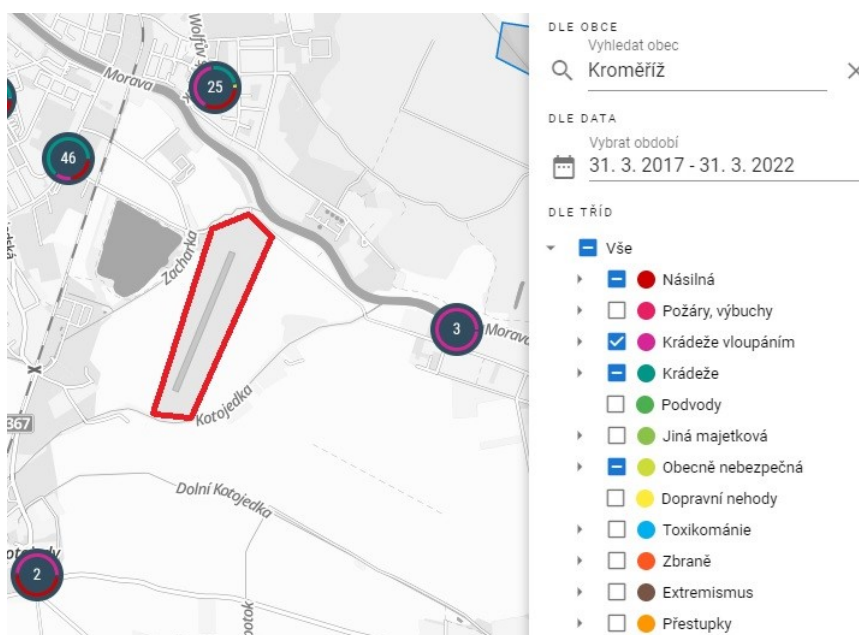 Morava
Wolfův
25
46
Zacharka
3
Morava
Kotojedka
367
Dolní Kotojedka
2
DLE OBCE
Vyhledat obec
Kroměříž
DLE DATA
Vybrat období
31. 3. 2017 - 31. 3. 2022
DLE TŘÍD
Vše
Násilná
Požáry, výbuchy
Krádeže vloupáním
Krádeže
Podvody
Jiná majetková
Obecně nebezpečná
Dopravní nehody
Toxikománie
Zbraně
Extremismus
Přestupky